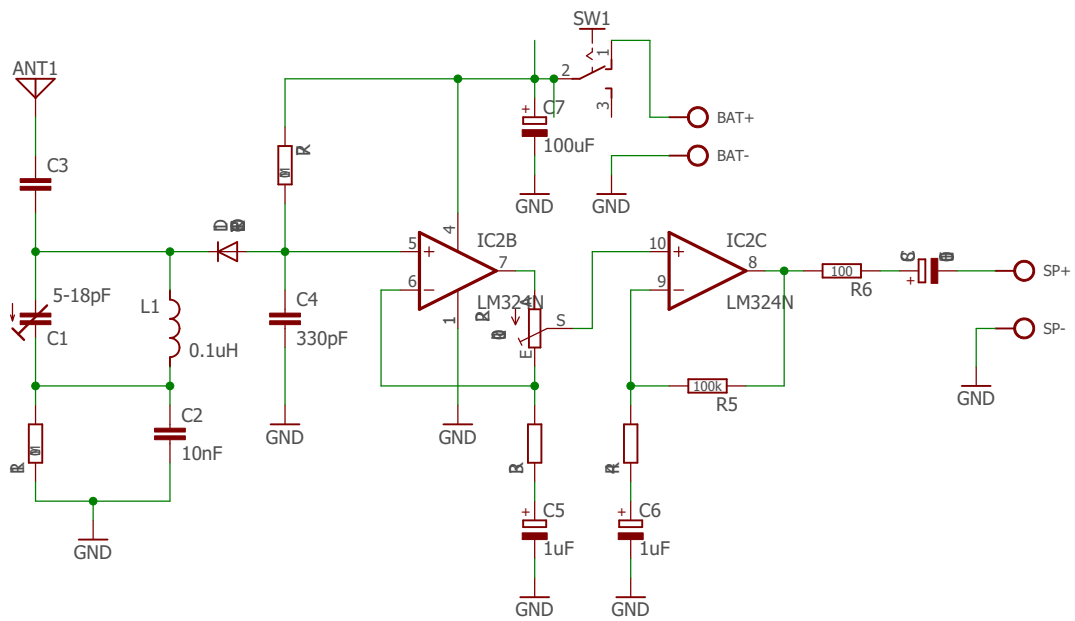 SW1
ANT1
1
2
3
C7
+
100uF
BAT+
BAT-
GND
GND
C3
4
5
+
IC2B
7
6
LM324N
1
10
+
IC2C
8
9
LM324N
S
E
100
R6
+
SP+
SP-
GND
5-18pF
C1
L1
0.1uH
C4
330pF
GND
GND
100k
R5
C2
10nF
GND
+
C5
1uF
+
C6
1uF
GND
GND